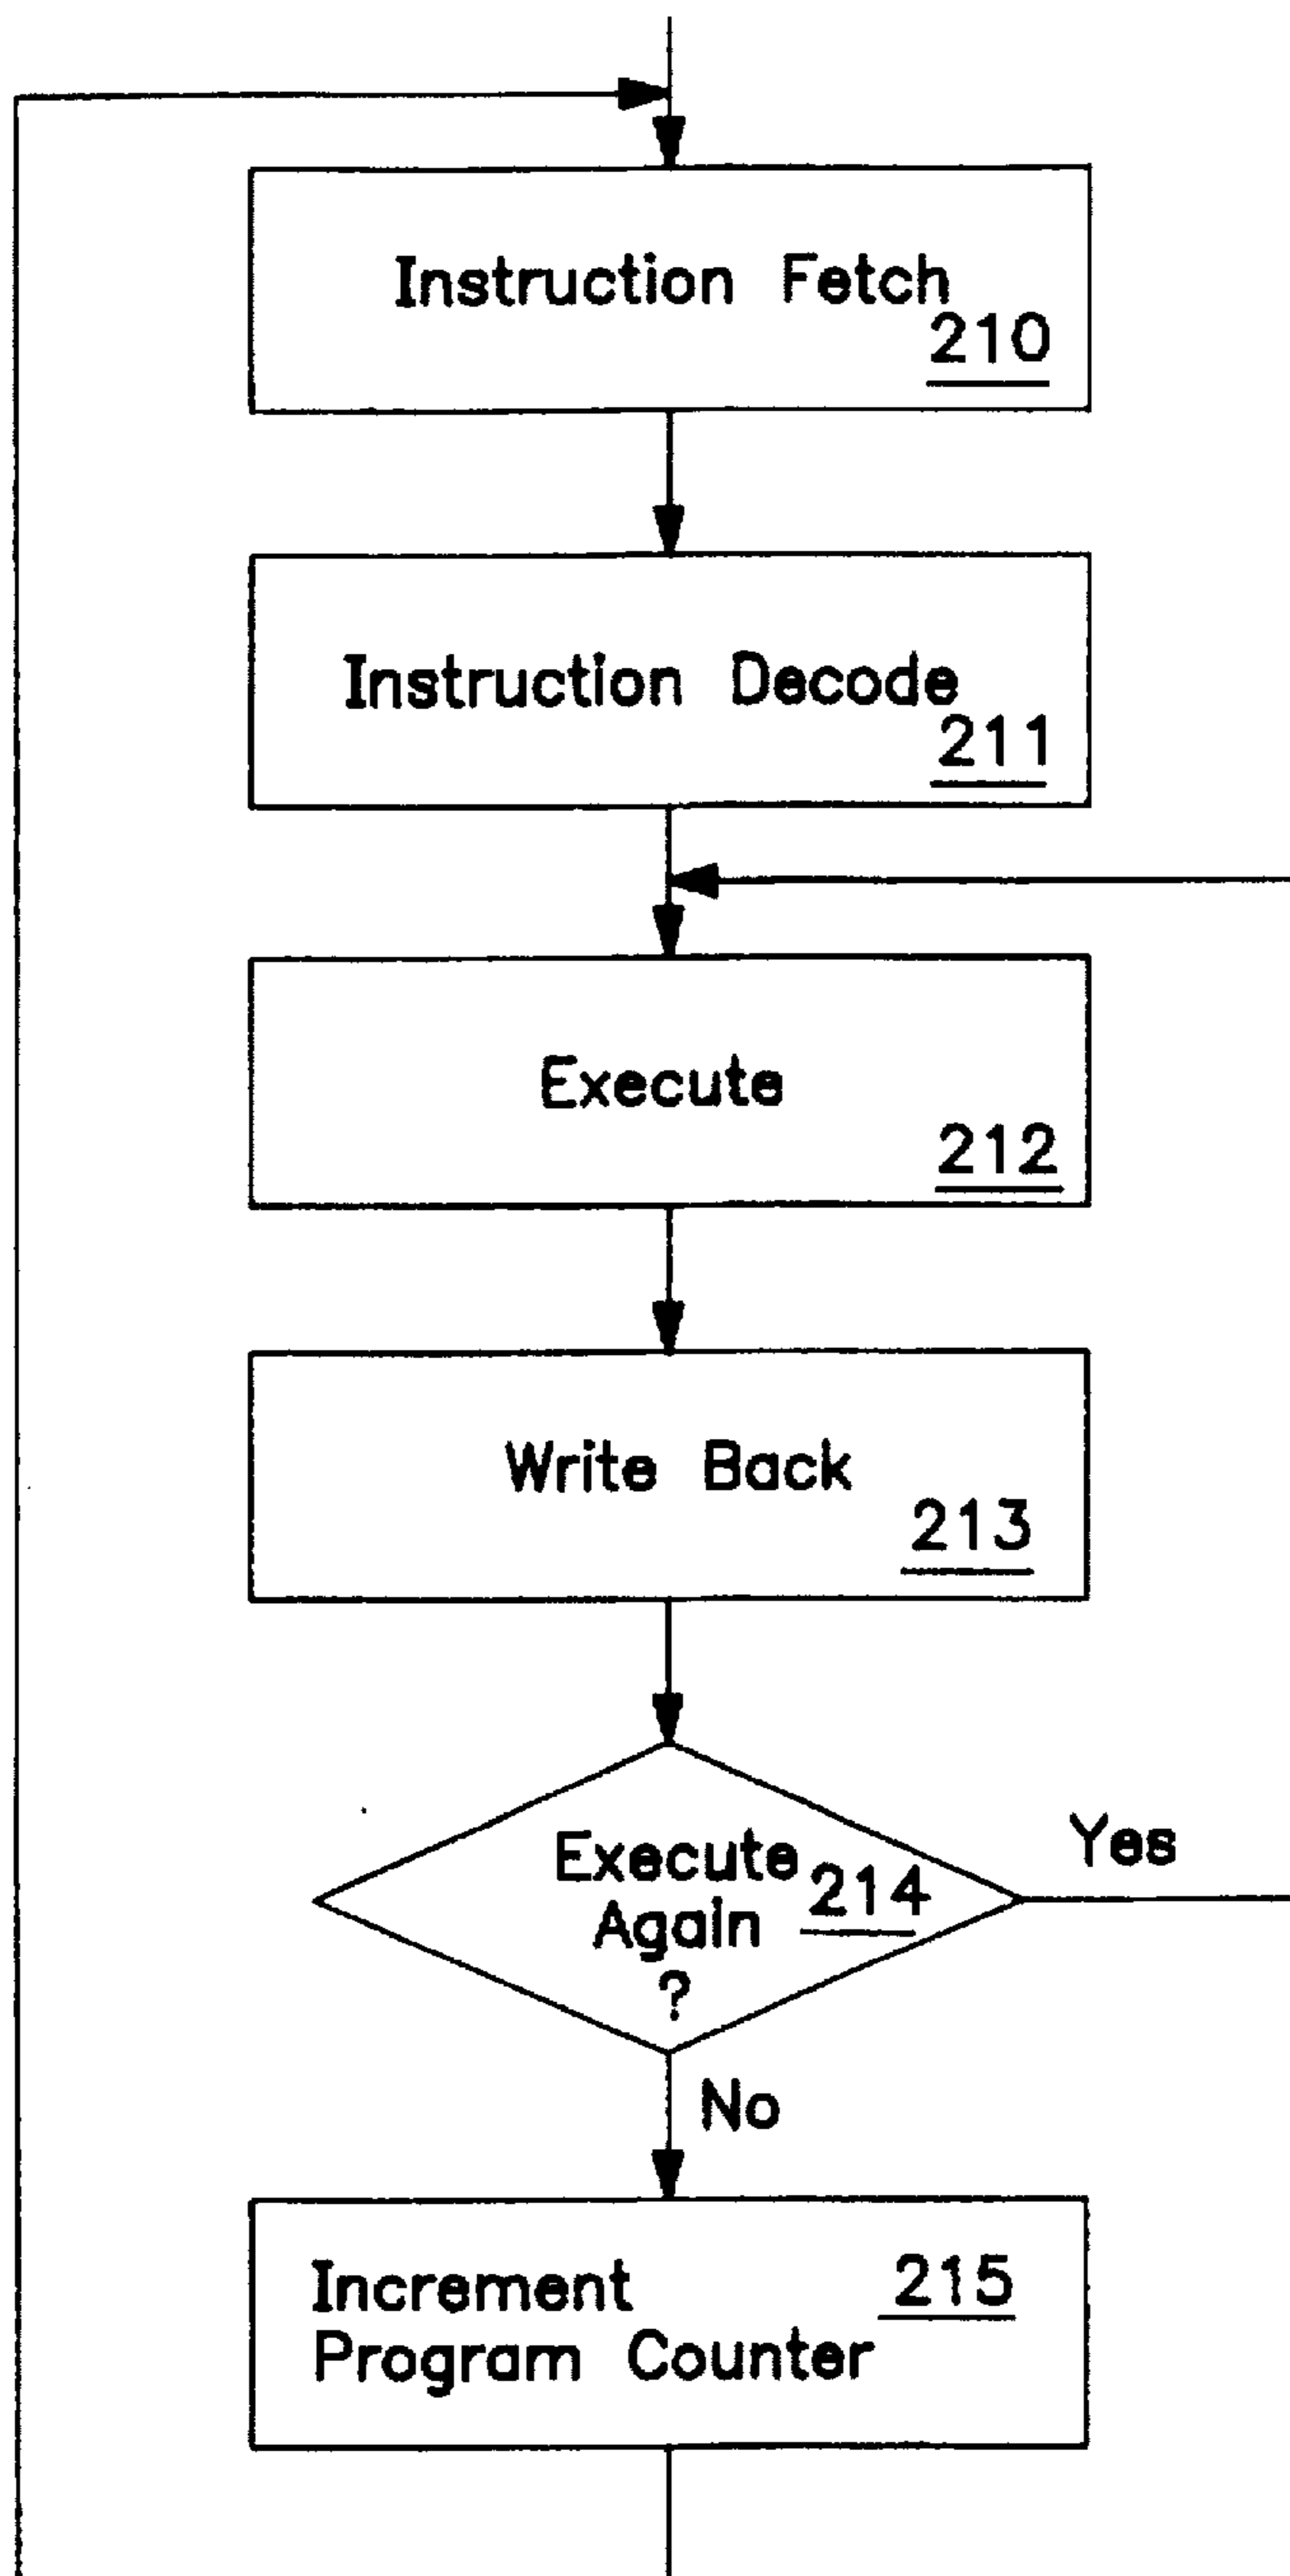 Instruction Fetch
210
Instruction Decode
211
Execute
212
Write Back
213
Execute
Again 214
?
Yes
No
Increment 215
Program Counter